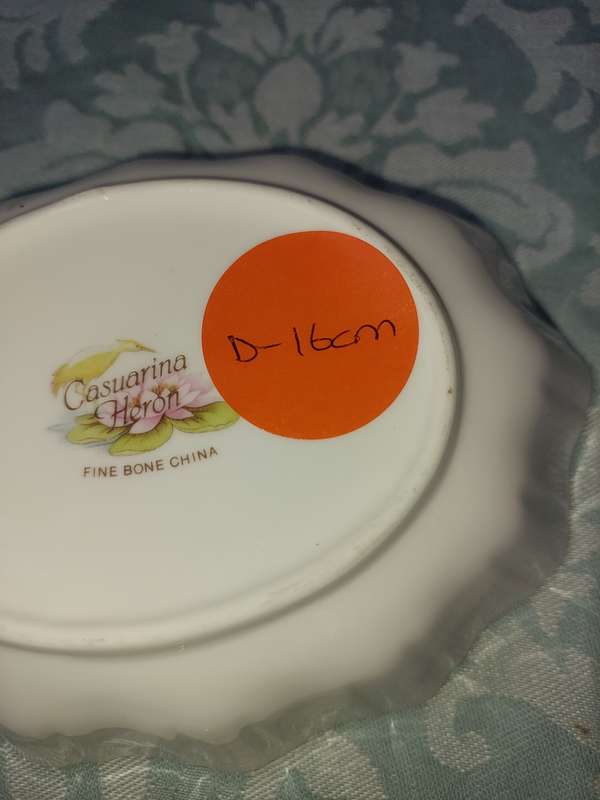 Casuarina
Heron
FINE BONE CHINA
D-16cm